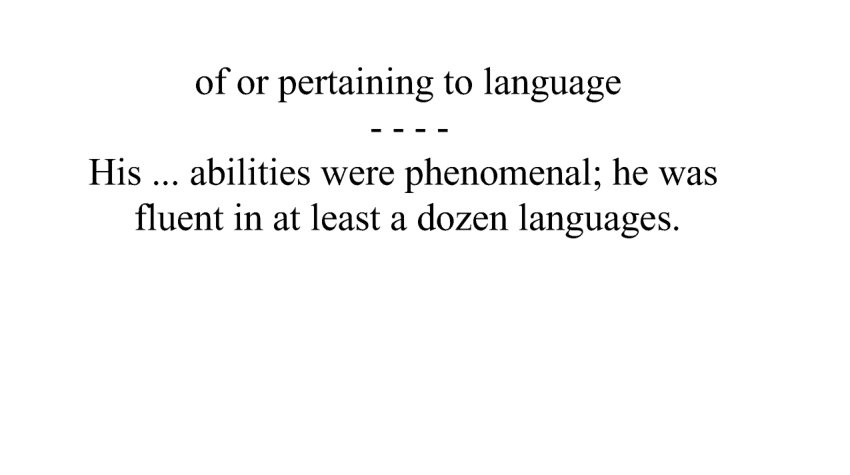 of or pertaining to language
- - - -
His ... abilities were phenomenal; he was
fluent in at least a dozen languages.